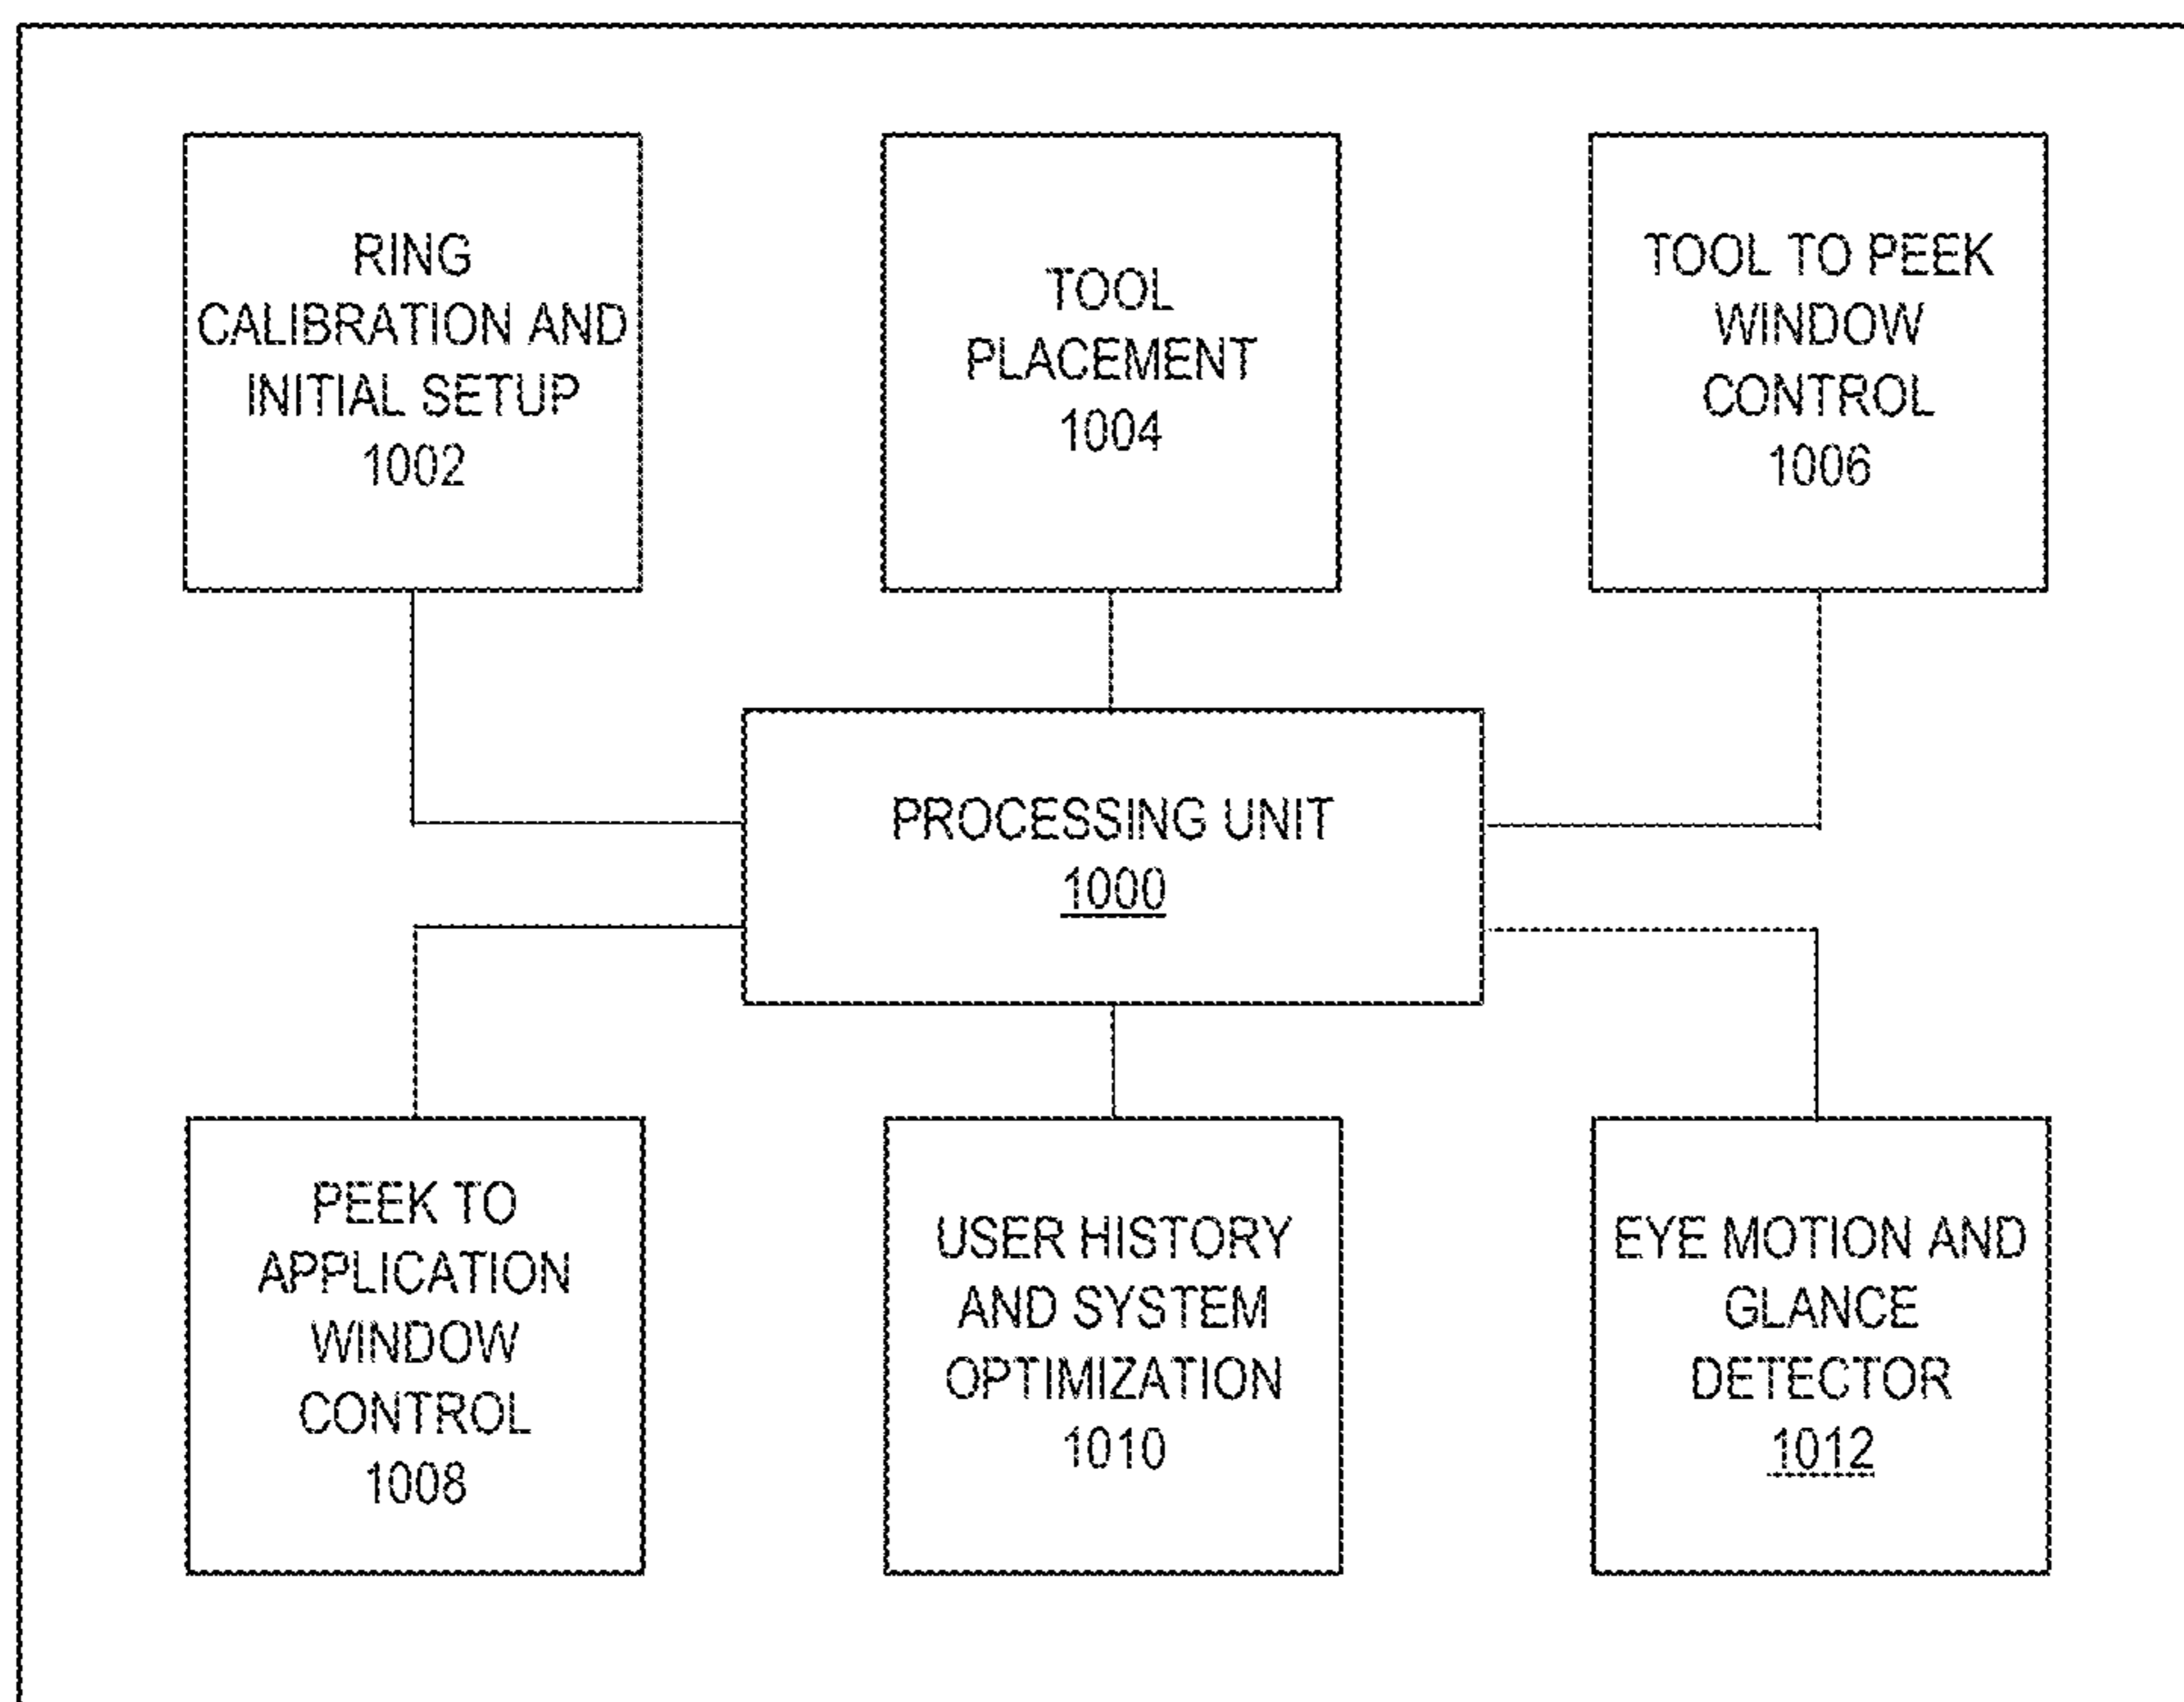 RING
CALIBRATION AND
INITIAL SETUP
1002
TOOL
PLACEMENT
1004
TOOL TO PEEK
WINDOW
CONTROL
1006
PROCESSING UNIT
1000
PEEK TO
APPLICATION
WINDOW
CONTROL
1008
USER HISTORY
AND SYSTEM
OPTIMIZATION
1010
EYE MOTION AND
GLANCE
DETECTOR
1012